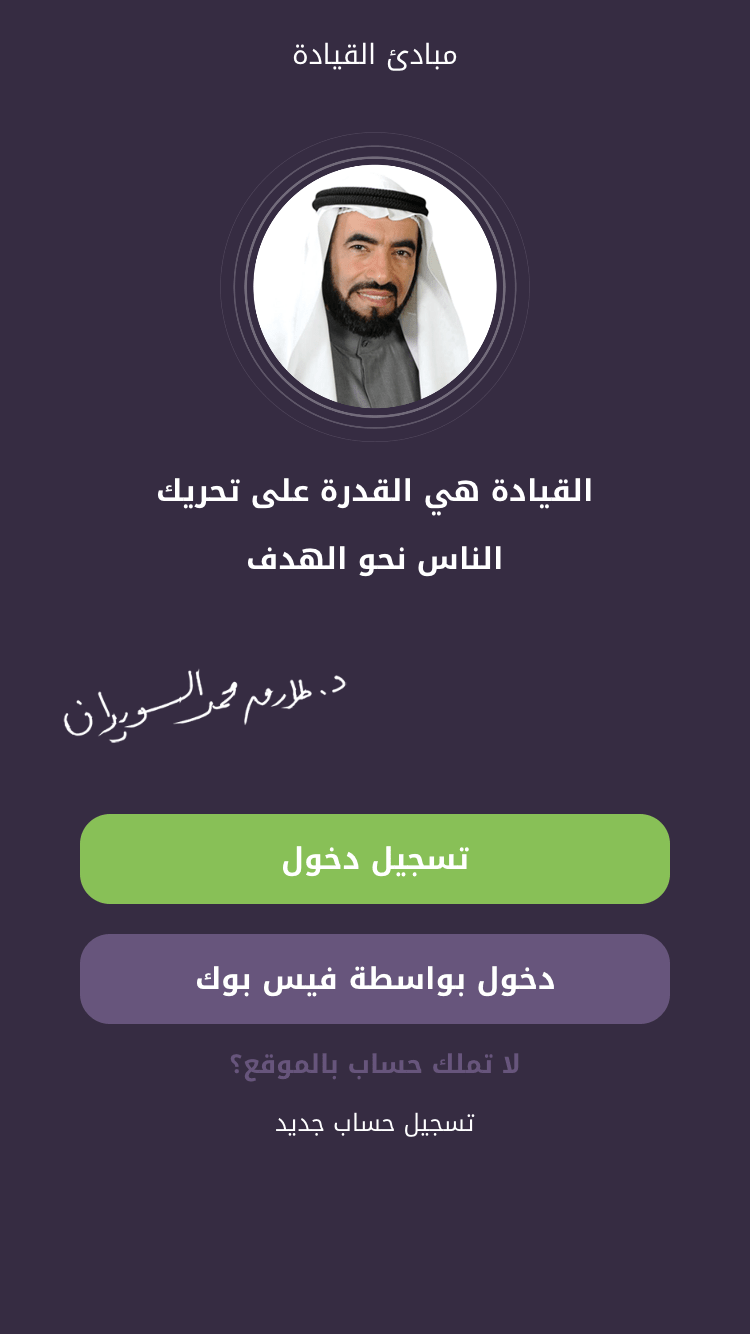 مبادئ القيادة
القيادة هي القدرة على تحريك
الناس نحو الهدف
د. طارق محمد السويدان
تسجيل دخول
دخول بواسطة فيس بوك
لا تملك حساب بالموقع؟
تسجيل حساب جديد